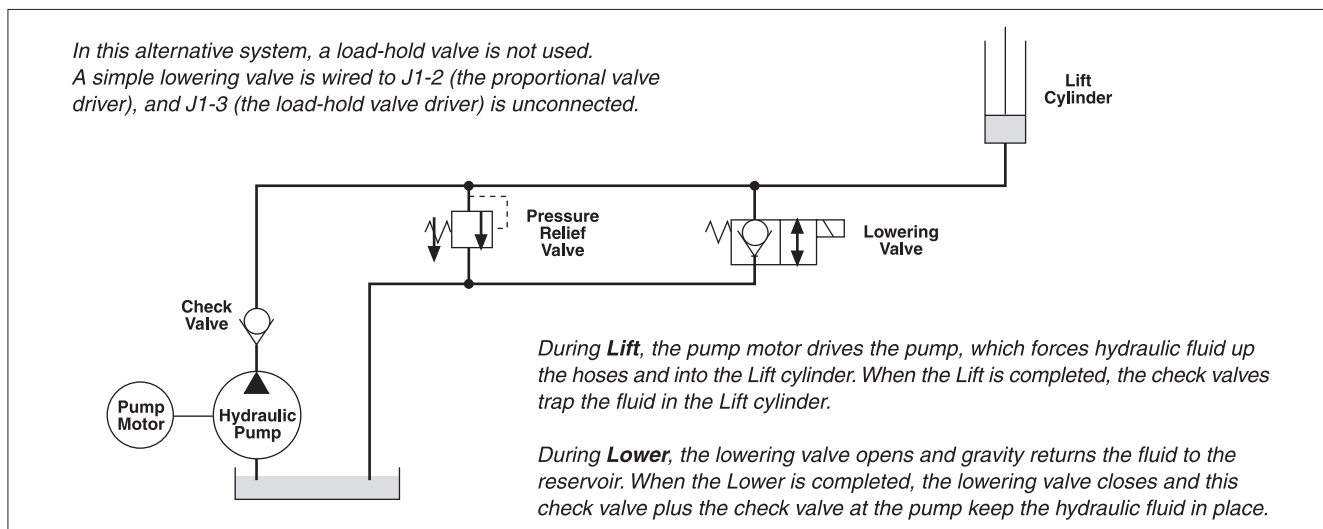 In this alternative system, a load-hold valve is not used.
A simple lowering valve is wired to J1-2 (the proportional valve
driver), and J1-3 (the load-hold valve driver) is unconnected.
Lift
Cylinder
Pressure
Relief
Valve
Lowering
Valve
Check
Valve
Pump
Motor
Hydraulic
Pump
During Lift, the pump motor drives the pump, which forces hydraulic fluid up
the hoses and into the Lift cylinder. When the Lift is completed, the check valves
trap the fluid in the Lift cylinder.
During Lower, the lowering valve opens and gravity returns the fluid to the
reservoir. When the Lower is completed, the lowering valve closes and this
check valve plus the check valve at the pump keep the hydraulic fluid in place.